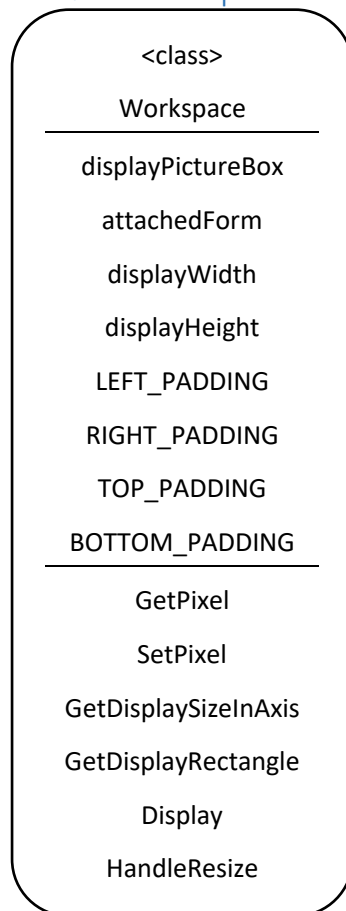 <class>
Workspace
displayPictureBox
attachedForm
displayWidth
displayHeight
LEFT_PADDING
RIGHT_PADDING
TOP_PADDING
BOTTOM_PADDING
GetPixel
SetPixel
GetDisplaySizeInAxis
GetDisplayRectangle
Display
HandleResize